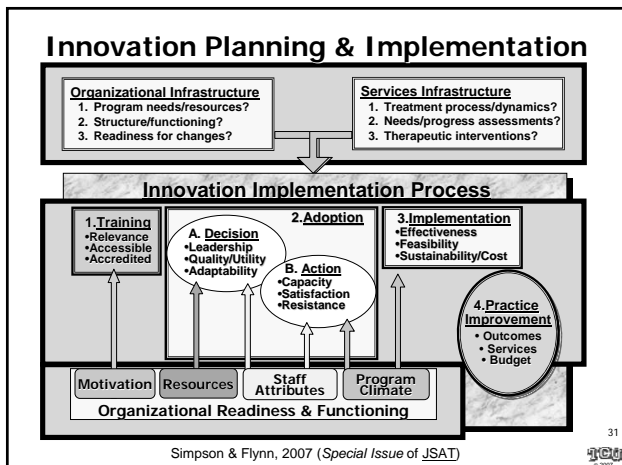 Innovation Planning & Implementation
Organizational Infrastructure
1. Program needs/resources?
2. Structure/functioning?
3. Readiness for changes?
Services Infrastructure
1. Treatment process/dynamics?
2. Needs/progress assessments?
3. Therapeutic interventions?
Innovation Implementation Process
1.Training
•Relevance
•Accessible
•Accredited
2.Adoption
A. Decision
•Leadership
•Quality/Utility
•Adaptability
B. Action
•Capacity
•Satisfaction
•Resistance
3.Implementation
•Effectiveness
•Feasibility
•Sustainability/Cost
4.Practice
Improvement
• Outcomes
• Services
• Budget
Motivation
Resources
Staff
Attributes
Program
Climate
Organizational Readiness & Functioning
31
Simpson & Flynn, 2007 (Special Issue of JSAT)
TCU
© 2007